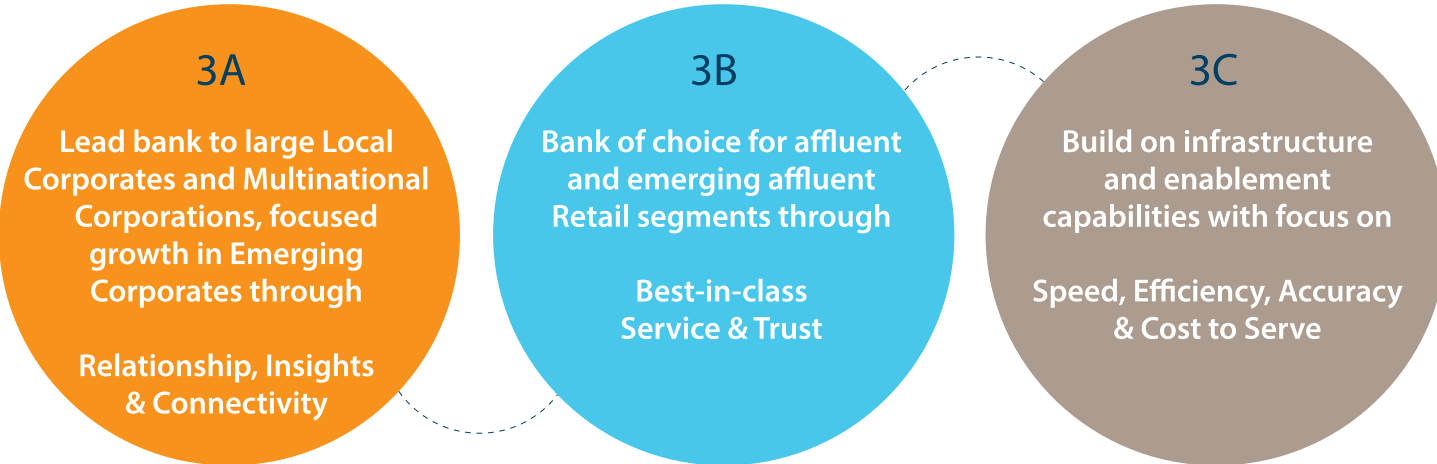 3A
Lead bank to large Local
Corporates and Multinational
Corporations, focused
growth in Emerging
Corporates through
Relationship, Insights
& Connectivity
3B
Bank of choice for affluent
and emerging affluent
Retail segments through
Best-in-class
Service & Trust
3C
Build on infrastructure
and enablement
capabilities with focus on
Speed, Efficiency, Accuracy
& Cost to Serve